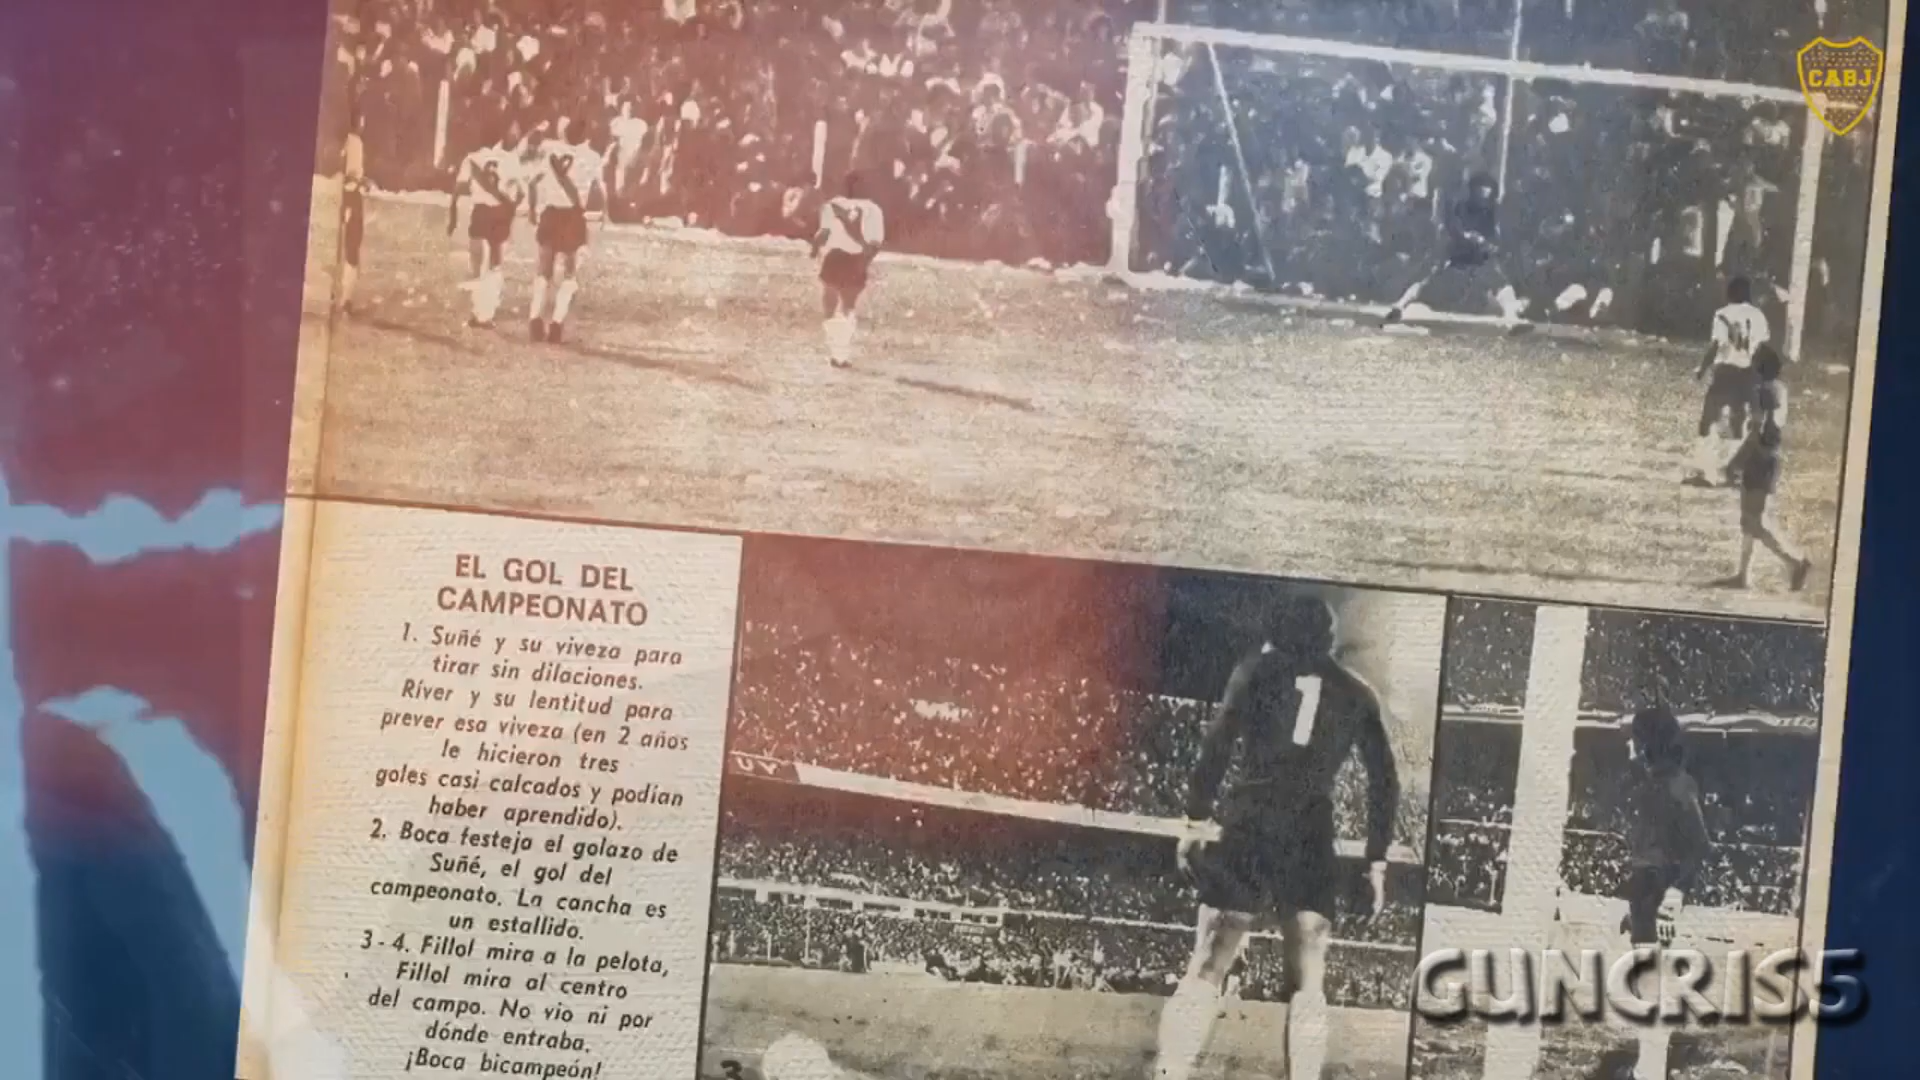 CABJ
EL GOL DEL
CAMPEONATO
1. Suñé y su viveza para
tirar sin dilaciones.
River y su lentitud para
prever esa viveza (en 2 años
le hicieron tres
goles casi calcados y podían
haber aprendido).
2. Boca festeja el golazo de
Suñé, el gol del
campeonato. La cancha es
un estallido.
3-4. Fillol mira a la pelota,
Fillol mira al centro
del campo. No vio ni por
dónde entraba.
¡Boca bicampeón!
1
3
GUNCRIS5